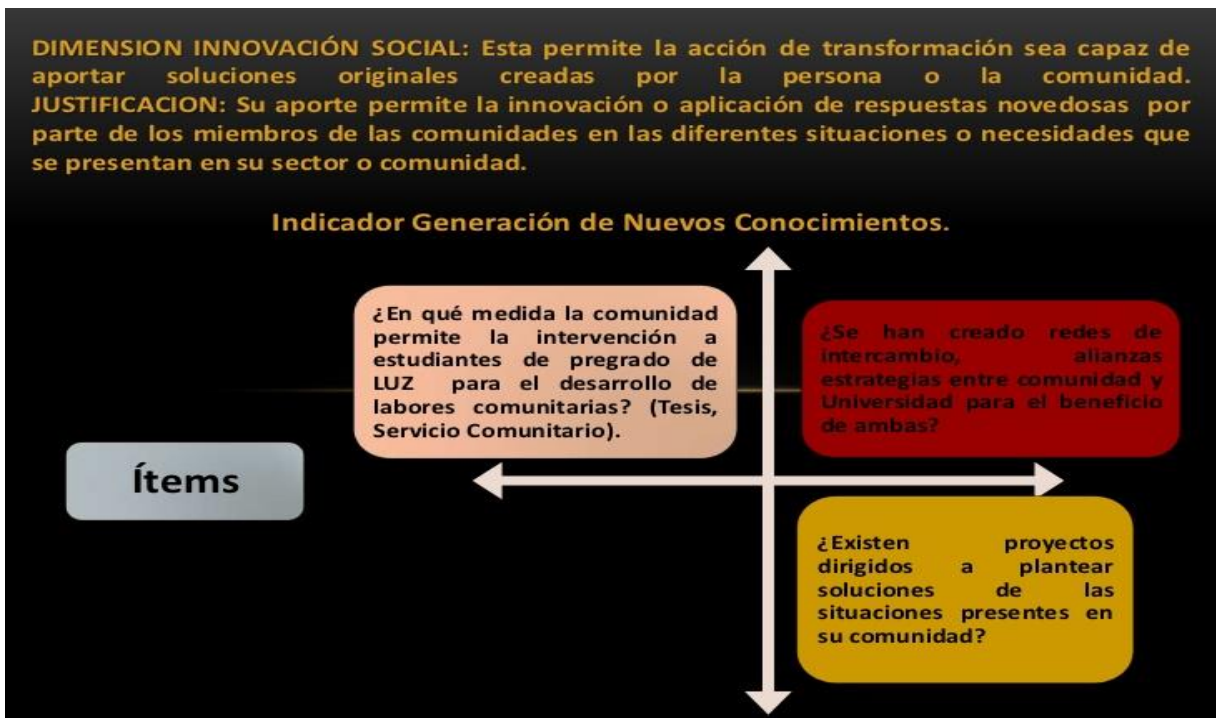 DIMENSION INNOVACIÓN SOCIAL: Esta permite la acción de transformación sea capaz de
aportar soluciones originales creadas por la persona o la comunidad.
JUSTIFICACION: Su aporte permite la innovación o aplicación de respuestas novedosas por
parte de los miembros de las comunidades en las diferentes situaciones o necesidades que
se presentan en su sector o comunidad.
Indicador Generación de Nuevos Conocimientos.
¿En qué medida la comunidad
permite la intervención a
estudiantes de pregrado de
LUZ para el desarrollo de
labores comunitarias? (Tesis,
Servicio Comunitario).
¿Se han creado redes de
intercambio, alianzas
estrategias entre comunidad y
Universidad para el beneficio
de ambas?
Ítems
¿Existen proyectos
dirigidos a plantear
soluciones de las
situaciones presentes en
su comunidad?